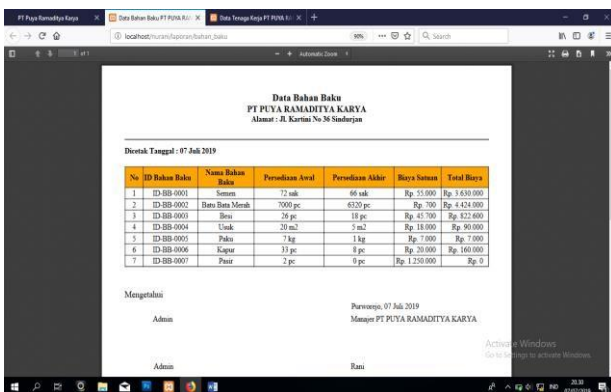 PT Puya Ramaditya Karya
Data Bahan Baku PT PUYA RA
Data Tenaga Kerja PT PUYA RA
localhost/nurani/laporan/bahan_baku
90%
Search
1 of 1
Automatic Zoom
Data Bahan Baku
PT PUYA RAMADITYA KARYA
Alamat : Jl. Kartini No 36 Sindurjan
Dicetak Tanggal : 07 Juli 2019
No ID Bahan Baku Nama Bahan Baku Persediaan Awal Persediaan Akhir Biaya Satuan Total Biaya
1 ID-BB-0001 Semen 72 sak 66 sak Rp. 55.000 Rp. 3.630.000
2 ID-BB-0002 Batu Bata Merah 7000 pc 6320 pc Rp. 700 Rp. 4.424.000
3 ID-BB-0003 Besi 26 pc 18 pc Rp. 45.700 Rp. 822.600
4 ID-BB-0004 Usuk 20 m2 5 m2 Rp. 18.000 Rp. 90.000
5 ID-BB-0005 Paku 7 kg 1 kg Rp. 7.000 Rp. 7.000
6 ID-BB-0006 Kapur 33 pc 8 pc Rp. 20.000 Rp. 160.000
7 ID-BB-0007 Pasir 2 pc 0 pc Rp. 1.250.000 Rp. 0
Mengetahui
Purworejo, 07 Juli 2019
Admin Manajer PT PUYA RAMADITYA KARYA
Activate Windows
Go to Settings to activate Windows.
Admin Rani
IND
20.30
07/07/2019